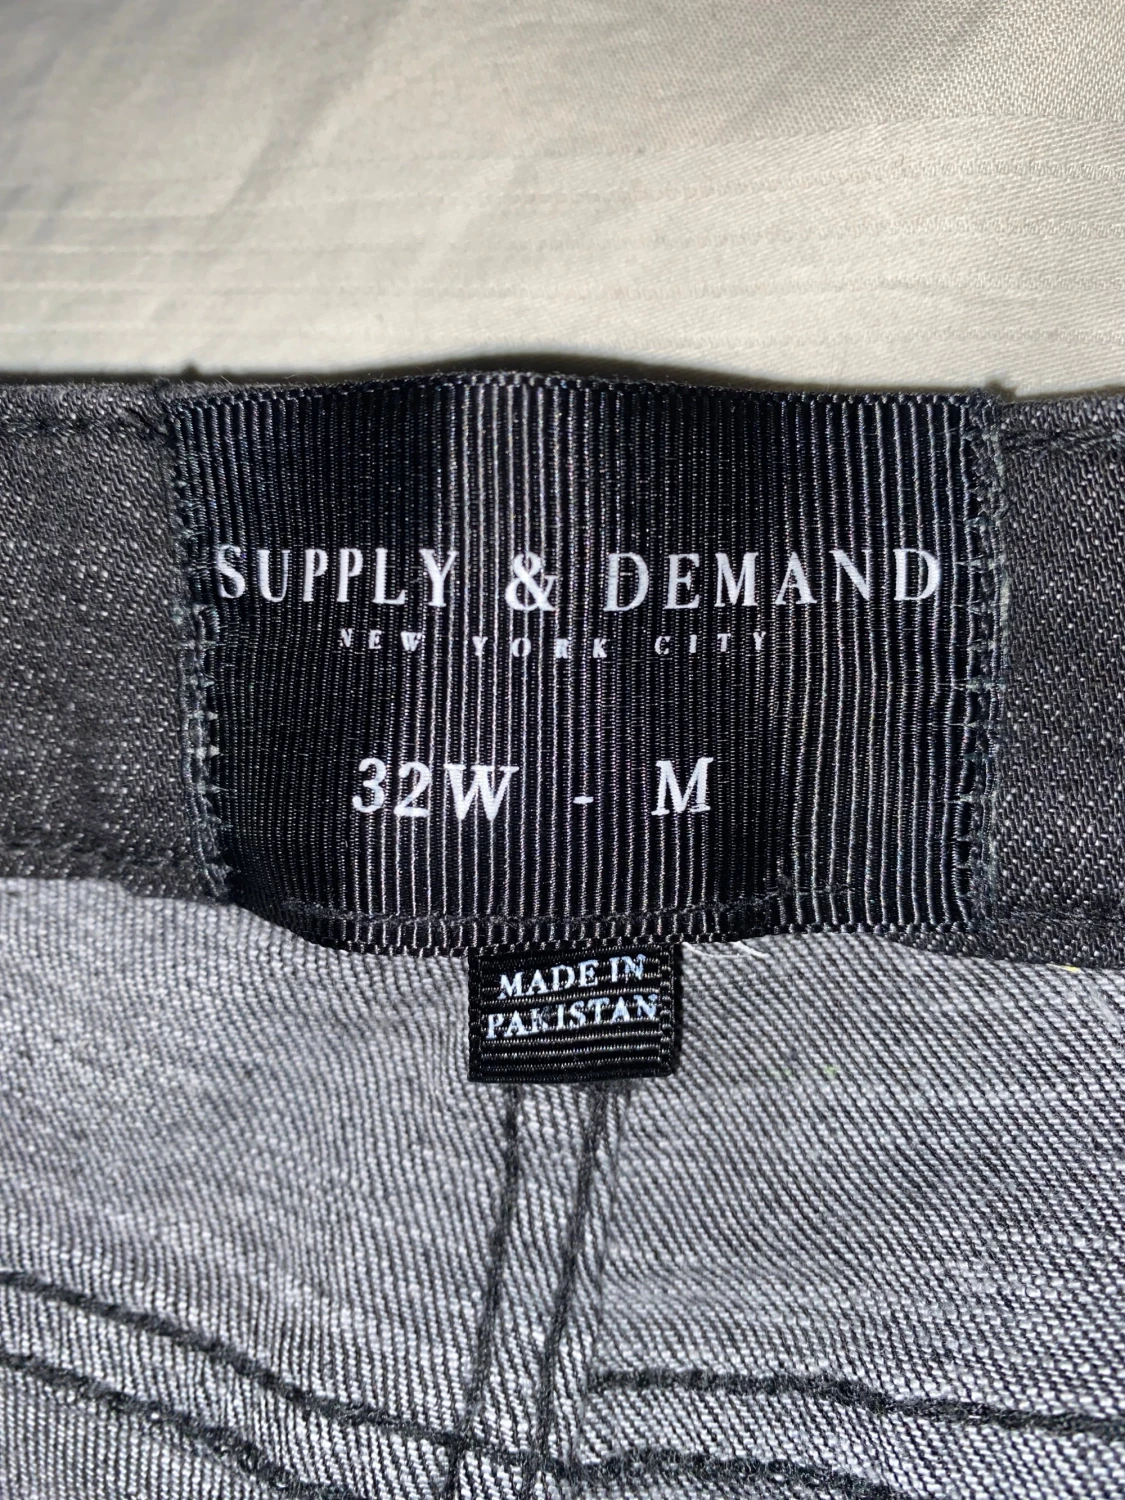 SUPPLY & DEMAND
NEW YORK CITY
32W - M
MADE IN
PAKISTAN